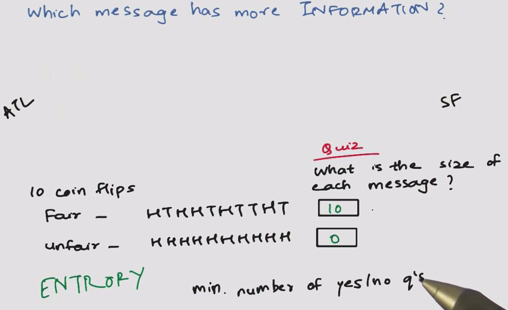 Which message has more INFORMATION?
ATL
SF
Quiz
What is the size of
each message?
10 coin flips
Fair - HTHHTHTTHT 10
unfair - HHHHHHHHHH 0
ENTROPY min. number of yes/no q's